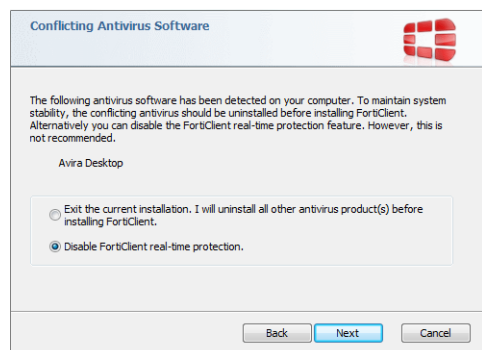 Conflicting Antivirus Software
The following antivirus software has been detected on your computer. To maintain system
stability, the conflicting antivirus should be uninstalled before installing FortiClient.
Alternatively you can disable the FortiClient real-time protection feature. However, this is
not recommended.
Avira Desktop
Exit the current installation. I will uninstall all other antivirus product(s) before
installing FortiClient.
Disable FortiClient real-time protection.
Back Next Cancel